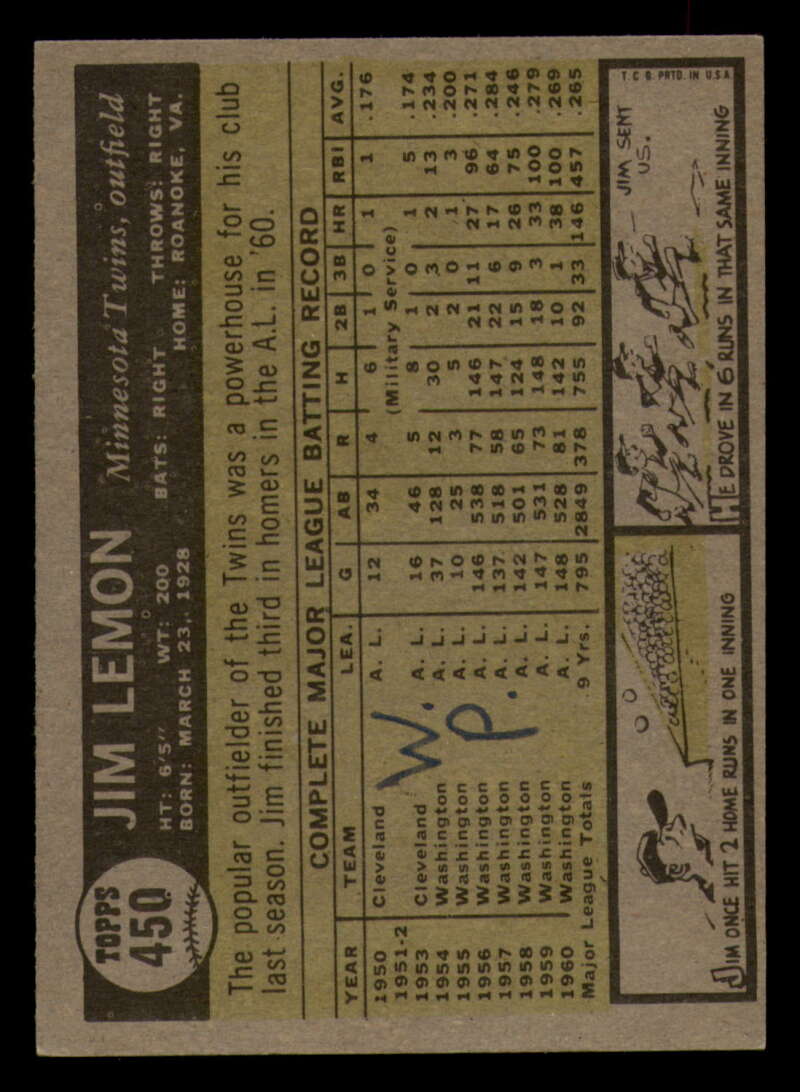 TOPPS
450
JIM LEMON Minnesota Twins, outfield
HT: 6'5" WT: 200 BATS: RIGHT THROWS: RIGHT
BORN: MARCH 23, 1928 HOME: ROANOKE, VA.
The popular outfielder of the Twins was a powerhouse for his club
last season. Jim finished third in homers in the A.L. in '60.
COMPLETE MAJOR LEAGUE BATTING RECORD
YEAR TEAM LEA. G AB R H 2B 3B HR RBI AVG.
1950 Cleveland A. L. 12 34 4 6 1 0 1 1 .176
1951-2 (Military Service)
1953 Cleveland A. L. 16 46 5 8 1 0 1 5 .174
1954 Washington A. L. 37 128 12 30 2 3 2 13 .234
1955 Washington A. L. 10 25 3 5 2 0 1 3 .200
1956 Washington A. L. 146 538 77 146 21 11 27 96 .271
1957 Washington A. L. 137 518 58 147 22 6 17 64 .284
1958 Washington A. L. 142 501 65 124 15 9 26 75 .246
1959 Washington A. L. 147 531 73 148 18 3 33 100 .279
1960 Washington A. L. 148 528 81 142 10 1 38 100 .269
Major League Totals 9 Yrs. 795 2849 378 755 92 33 146 457 .265
W.
P.
JIM ONCE HIT 2 HOME RUNS IN ONE INNING
T. C. G. PRTD. IN U.S.A.
JIM SENT
US.
HE DROVE IN 6 RUNS IN THAT SAME INNING